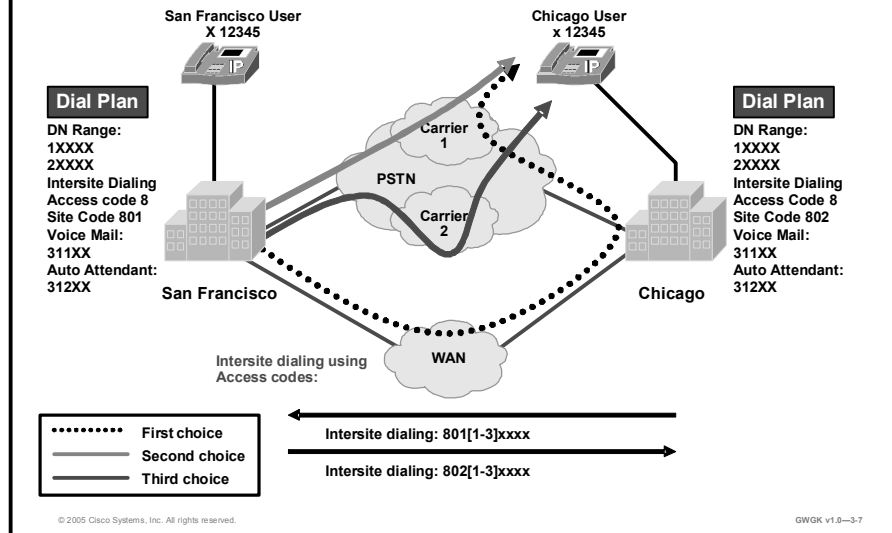 San Francisco User
X 12345
Chicago User
x 12345
IP
IP
Dial Plan
DN Range:
1XXXX
2XXXX
Intersite Dialing
Access code 8
Site Code 801
Voice Mail:
311XX
Auto Attendant:
312XX
Dial Plan
DN Range:
1XXXX
2XXXX
Intersite Dialing
Access Code 8
Site Code 802
Voice Mail:
311XX
Auto Attendant:
312XX
Carrier
1
PSTN
Carrier
2
San Francisco
Chicago
WAN
Intersite dialing using
Access codes:
First choice
Second choice
Third choice
Intersite dialing: 801[1-3]xxxx
Intersite dialing: 802[1-3]xxxx
© 2005 Cisco Systems, Inc. All rights reserved.
GWGK v1.0—3-7